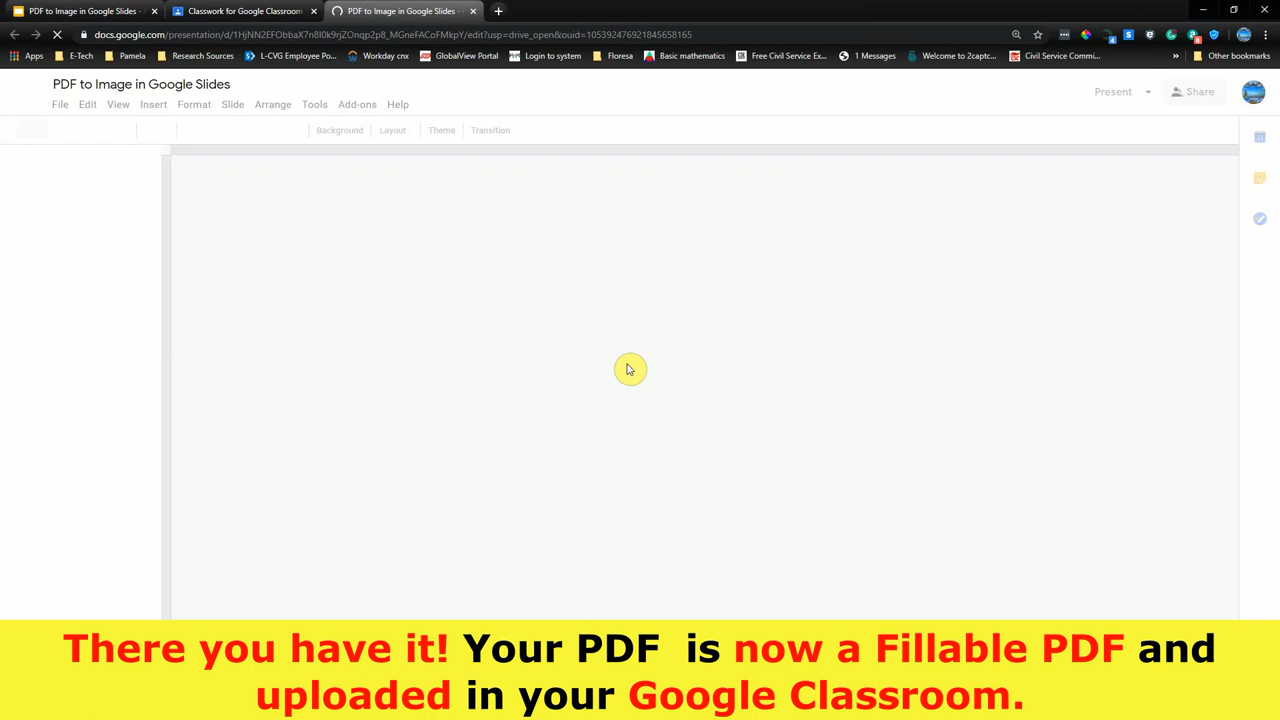 PDF to Image in Google Slides -
Classwork for Google Classroom
PDF to Image in Google Slides -
docs.google.com/presentation/d/1HjNN2EFObbaX7n8I0k9rjZOnqp2p8_MGneFACoFMkpY/edit?usp=drive_open&ouid=105392476921845658165
Apps E-Tech Pamela Research Sources L-CVG Employee Po... Workday cnx GlobalView Portal Login to system Floresa Basic mathematics Free Civil Service Ex... 1 Messages Welcome to 2captc... Civil Service Commi... » Other bookmarks
PDF to Image in Google Slides
File Edit View Insert Format Slide Arrange Tools Add-ons Help
Present Share
Background Layout Theme Transition
There you have it! Your PDF is now a Fillable PDF and
uploaded in your Google Classroom.